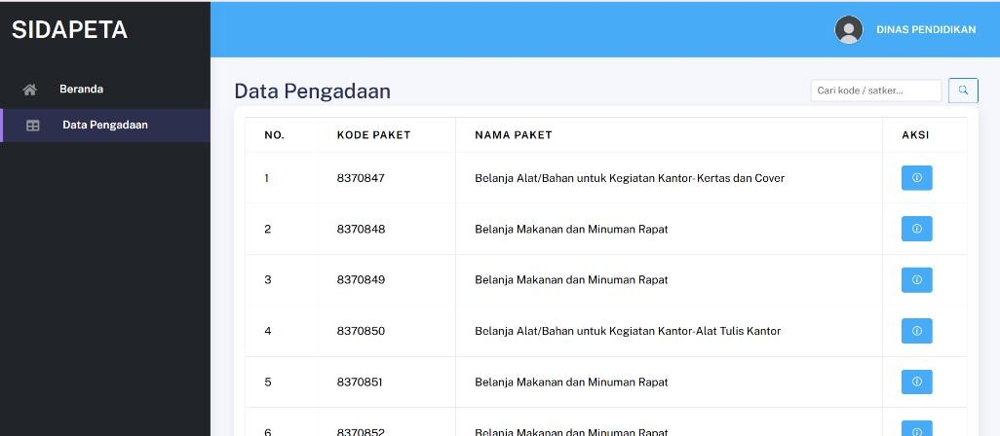 SIDAPETA
DINAS PENDIDIKAN
Beranda
Data Pengadaan
Data Pengadaan
Cari kode / satker...
NO. KODE PAKET NAMA PAKET AKSI
1 8370847 Belanja Alat/Bahan untuk Kegiatan Kantor-Kertas dan Cover
2 8370848 Belanja Makanan dan Minuman Rapat
3 8370849 Belanja Makanan dan Minuman Rapat
4 8370850 Belanja Alat/Bahan untuk Kegiatan Kantor-Alat Tulis Kantor
5 8370851 Belanja Makanan dan Minuman Rapat
6 8370852 Belanja Makanan dan Minuman Rapat